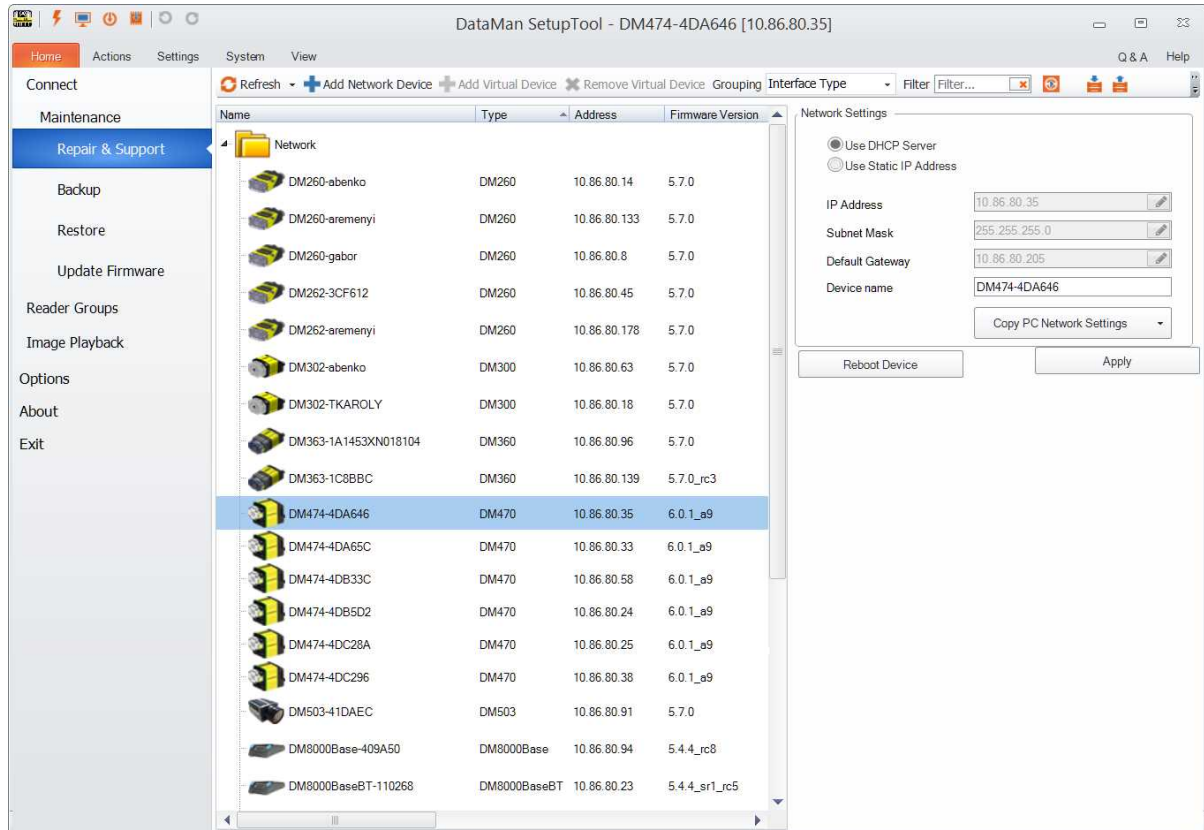 DataMan SetupTool - DM474-4DA646 [10.86.80.35]
Home Actions Settings System View Q & A Help
Connect
Maintenance
Repair & Support
Backup
Restore
Update Firmware
Reader Groups
Image Playback
Options
About
Exit
Refresh Add Network Device Add Virtual Device Remove Virtual Device Grouping Interface Type Filter Filter...
Name Type Address Firmware Version
Network
DM260-abenko DM260 10.86.80.14 5.7.0
DM260-aremenyi DM260 10.86.80.133 5.7.0
DM260-gabor DM260 10.86.80.8 5.7.0
DM262-3CF612 DM260 10.86.80.45 5.7.0
DM262-aremenyi DM260 10.86.80.178 5.7.0
DM302-abenko DM300 10.86.80.63 5.7.0
DM302-TKAROLY DM300 10.86.80.18 5.7.0
DM363-1A1453XN018104 DM360 10.86.80.96 5.7.0
DM363-1C8BBC DM360 10.86.80.139 5.7.0_rc3
DM474-4DA646 DM470 10.86.80.35 6.0.1_a9
DM474-4DA65C DM470 10.86.80.33 6.0.1_a9
DM474-4DB33C DM470 10.86.80.58 6.0.1_a9
DM474-4DB5D2 DM470 10.86.80.24 6.0.1_a9
DM474-4DC28A DM470 10.86.80.25 6.0.1_a9
DM474-4DC296 DM470 10.86.80.38 6.0.1_a9
DM503-41DAEC DM503 10.86.80.91 5.7.0
DM8000Base-409A50 DM8000Base 10.86.80.94 5.4.4_rc8
DM8000BaseBT-110268 DM8000BaseBT 10.86.80.23 5.4.4_sr1_rc5
Network Settings
Use DHCP Server
Use Static IP Address
IP Address 10.86.80.35
Subnet Mask 255.255.255.0
Default Gateway 10.86.80.205
Device name DM474-4DA646
Copy PC Network Settings
Reboot Device Apply